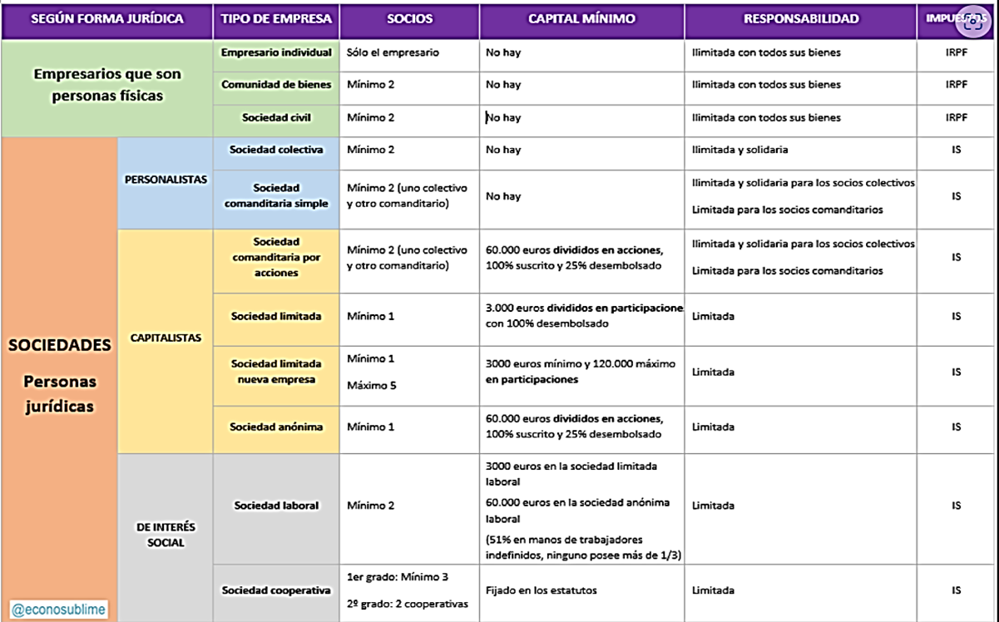 SEGÚN FORMA JURÍDICA TIPO DE EMPRESA SOCIOS CAPITAL MÍNIMO RESPONSABILIDAD
Empresarios que son
personas físicas
Empresario individual Sólo el empresario No hay Ilimitada con todos sus bienes IRPF
Comunidad de bienes Mínimo 2 No hay Ilimitada con todos sus bienes IRPF
Sociedad civil Mínimo 2 No hay Ilimitada con todos sus bienes IRPF
SOCIEDADES
Personas
jurídicas
PERSONALISTAS
Sociedad colectiva Mínimo 2 No hay Ilimitada y solidaria IS
Sociedad
comanditaria simple
Mínimo 2 (uno colectivo
y otro comanditario)
No hay
Ilimitada y solidaria para los socios colectivos
Limitada para los socios comanditarios
IS
CAPITALISTAS
Sociedad
comanditaria por
acciones
Mínimo 2 (uno colectivo
y otro comanditario)
60.000 euros divididos en acciones,
100% suscrito y 25% desembolsado
Ilimitada y solidaria para los socios colectivos
Limitada para los socios comanditarios
IS
Sociedad limitada
Mínimo 1
3.000 euros divididos en participacione
con 100% desembolsado
Limitada
IS
Sociedad limitada
nueva empresa
Mínimo 1
Máximo 5
3000 euros mínimo y 120.000 máximo
en participaciones
Limitada
IS
Sociedad anónima
Mínimo 1
60.000 euros divididos en acciones,
100% suscrito y 25% desembolsado
Limitada
IS
DE INTERÉS
SOCIAL
Sociedad laboral
Mínimo 2
3000 euros en la sociedad limitada
laboral
60.000 euros en la sociedad anónima
laboral
(51% en manos de trabajadores
indefinidos, ninguno posee más de 1/3)
Limitada
IS
Sociedad cooperativa
1er grado: Mínimo 3
2º grado: 2 cooperativas
Fijado en los estatutos
Limitada
IS
@econosublime